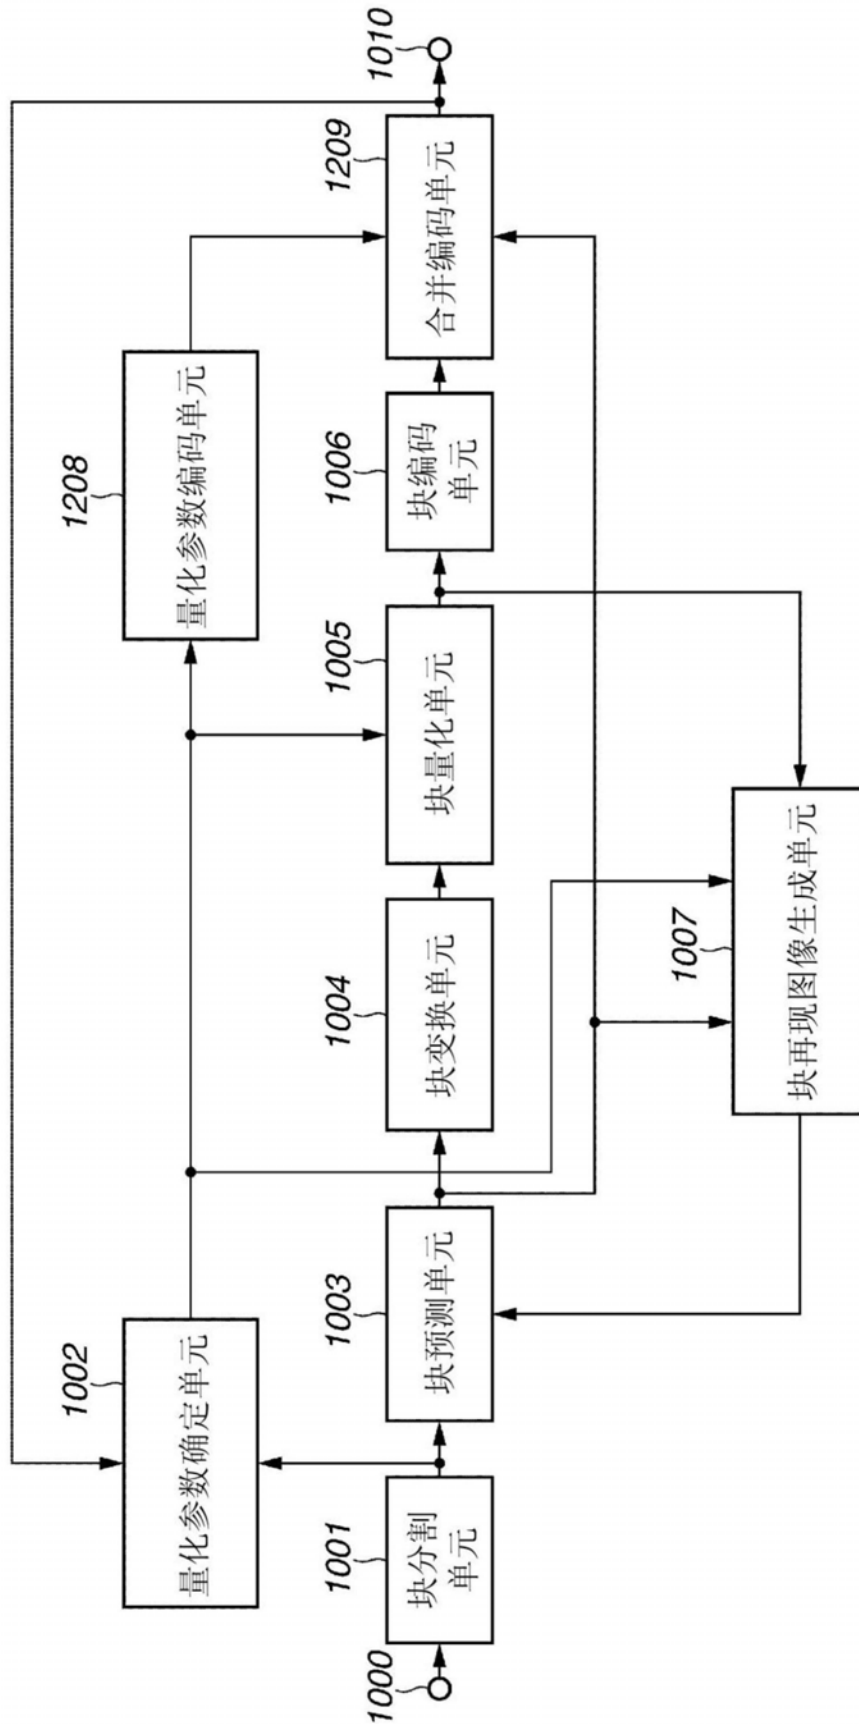 1002
量化参数确定单元
1208
量化参数编码单元
1000
1001
块分割
单元
1003
块预测单元
1004
块变换单元
1005
块量化单元
1006
块编码
单元
1209
合并编码单元
1010
1007
块再现图像生成单元